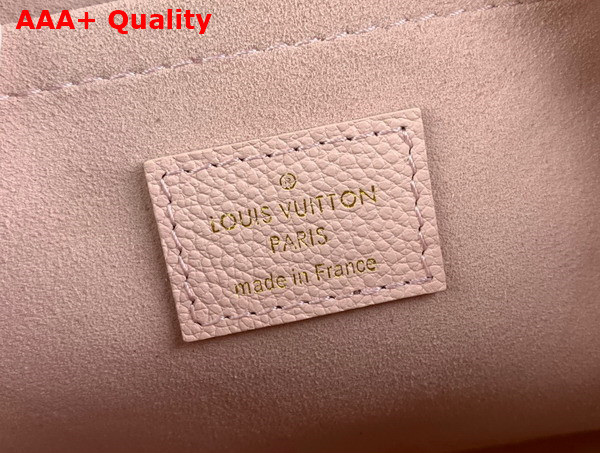 AAA+ Quality
®
LOUIS VUITTON
PARIS
made in France